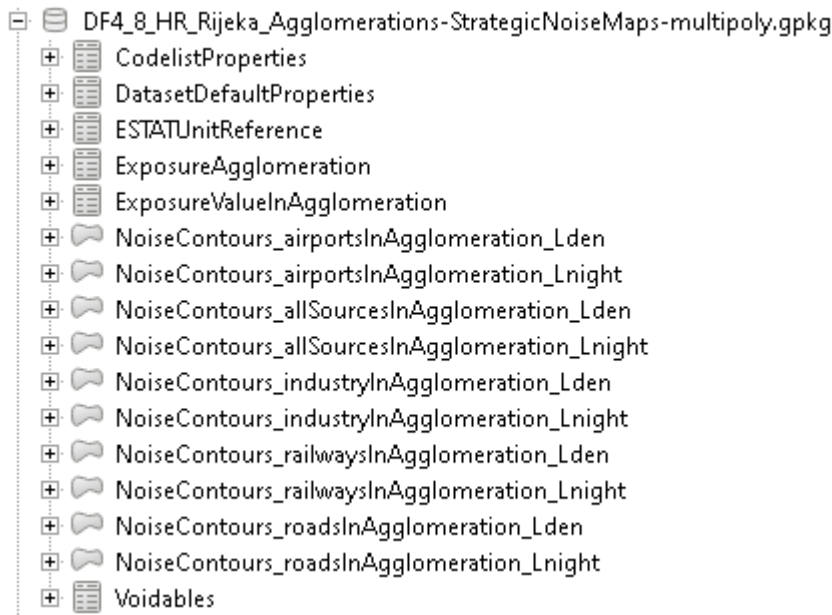 DF4_8_HR_Rijeka_Agglomerations-StrategicNoiseMaps-multipoly.gpkg
CodelistProperties
DatasetDefaultProperties
ESTATUnitReference
ExposureAgglomeration
ExposureValueInAgglomeration
NoiseContours_airportsInAgglomeration_Lden
NoiseContours_airportsInAgglomeration_Lnight
NoiseContours_allSourcesInAgglomeration_Lden
NoiseContours_allSourcesInAgglomeration_Lnight
NoiseContours_industryInAgglomeration_Lden
NoiseContours_industryInAgglomeration_Lnight
NoiseContours_railwaysInAgglomeration_Lden
NoiseContours_railwaysInAgglomeration_Lnight
NoiseContours_roadsInAgglomeration_Lden
NoiseContours_roadsInAgglomeration_Lnight
Voidables